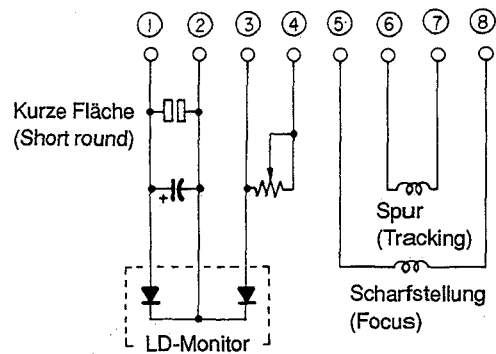 ① ② ③ ④ ⑤ ⑥ ⑦ ⑧
Kurze Fläche
(Short round)
+
Spur
(Tracking)
Scharfstellung
(Focus)
LD-Monitor